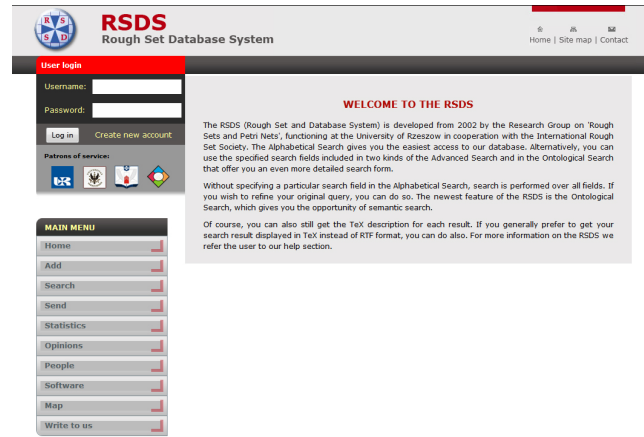 R S
S D
RSDS
Rough Set Database System
Home | Site map | Contact
User login
Username:
Password:
Log in Create new account
Patrons of service:
UR
MAIN MENU
Home
Add
Search
Send
Statistics
Opinions
People
Software
Map
Write to us
WELCOME TO THE RSDS
The RSDS (Rough Set and Database System) is developed from 2002 by the Research Group on 'Rough
Sets and Petri Nets', functioning at the University of Rzeszow in cooperation with the International Rough
Set Society. The Alphabetical Search gives you the easiest access to our database. Alternatively, you can
use the specified search fields included in two kinds of the Advanced Search and in the Ontological Search
that offer you an even more detailed search form.
Without specifying a particular search field in the Alphabetical Search, search is performed over all fields. If
you wish to refine your original query, you can do so. The newest feature of the RSDS is the Ontological
Search, which gives you the opportunity of semantic search.
Of course, you can also still get the TeX description for each result. If you generally prefer to get your
search result displayed in TeX instead of RTF format, you can do also. For more information on the RSDS we
refer the user to our help section.